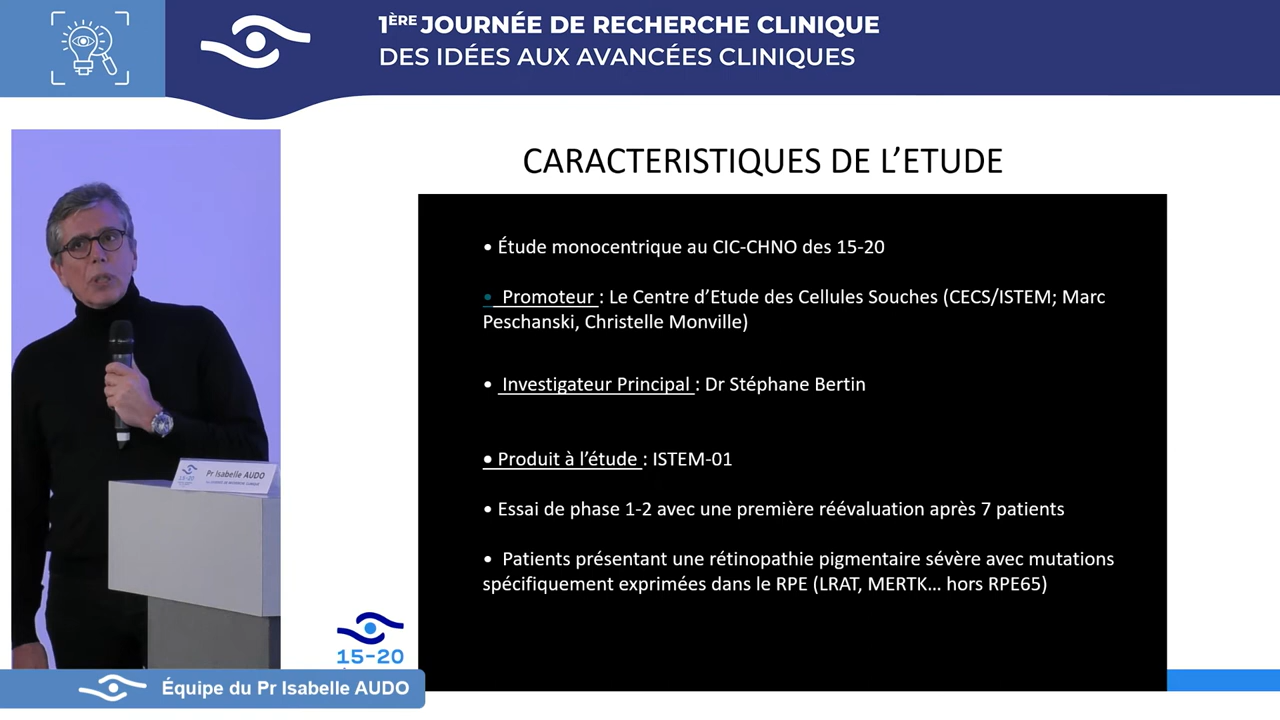 1ÈRE JOURNÉE DE RECHERCHE CLINIQUE
DES IDÉES AUX AVANCÉES CLINIQUES
CARACTERISTIQUES DE L’ETUDE
• Étude monocentrique au CIC-CHNO des 15-20
• Promoteur : Le Centre d’Etude des Cellules Souches (CECS/ISTEM; Marc
Peschanski, Christelle Monville)
• Investigateur Principal : Dr Stéphane Bertin
• Produit à l’étude : ISTEM-01
• Essai de phase 1-2 avec une première réévaluation après 7 patients
• Patients présentant une rétinopathie pigmentaire sévère avec mutations
spécifiquement exprimées dans le RPE (LRAT, MERTK... hors RPE65)
Pr Isabelle AUDO
15-20
Équipe du Pr Isabelle AUDO